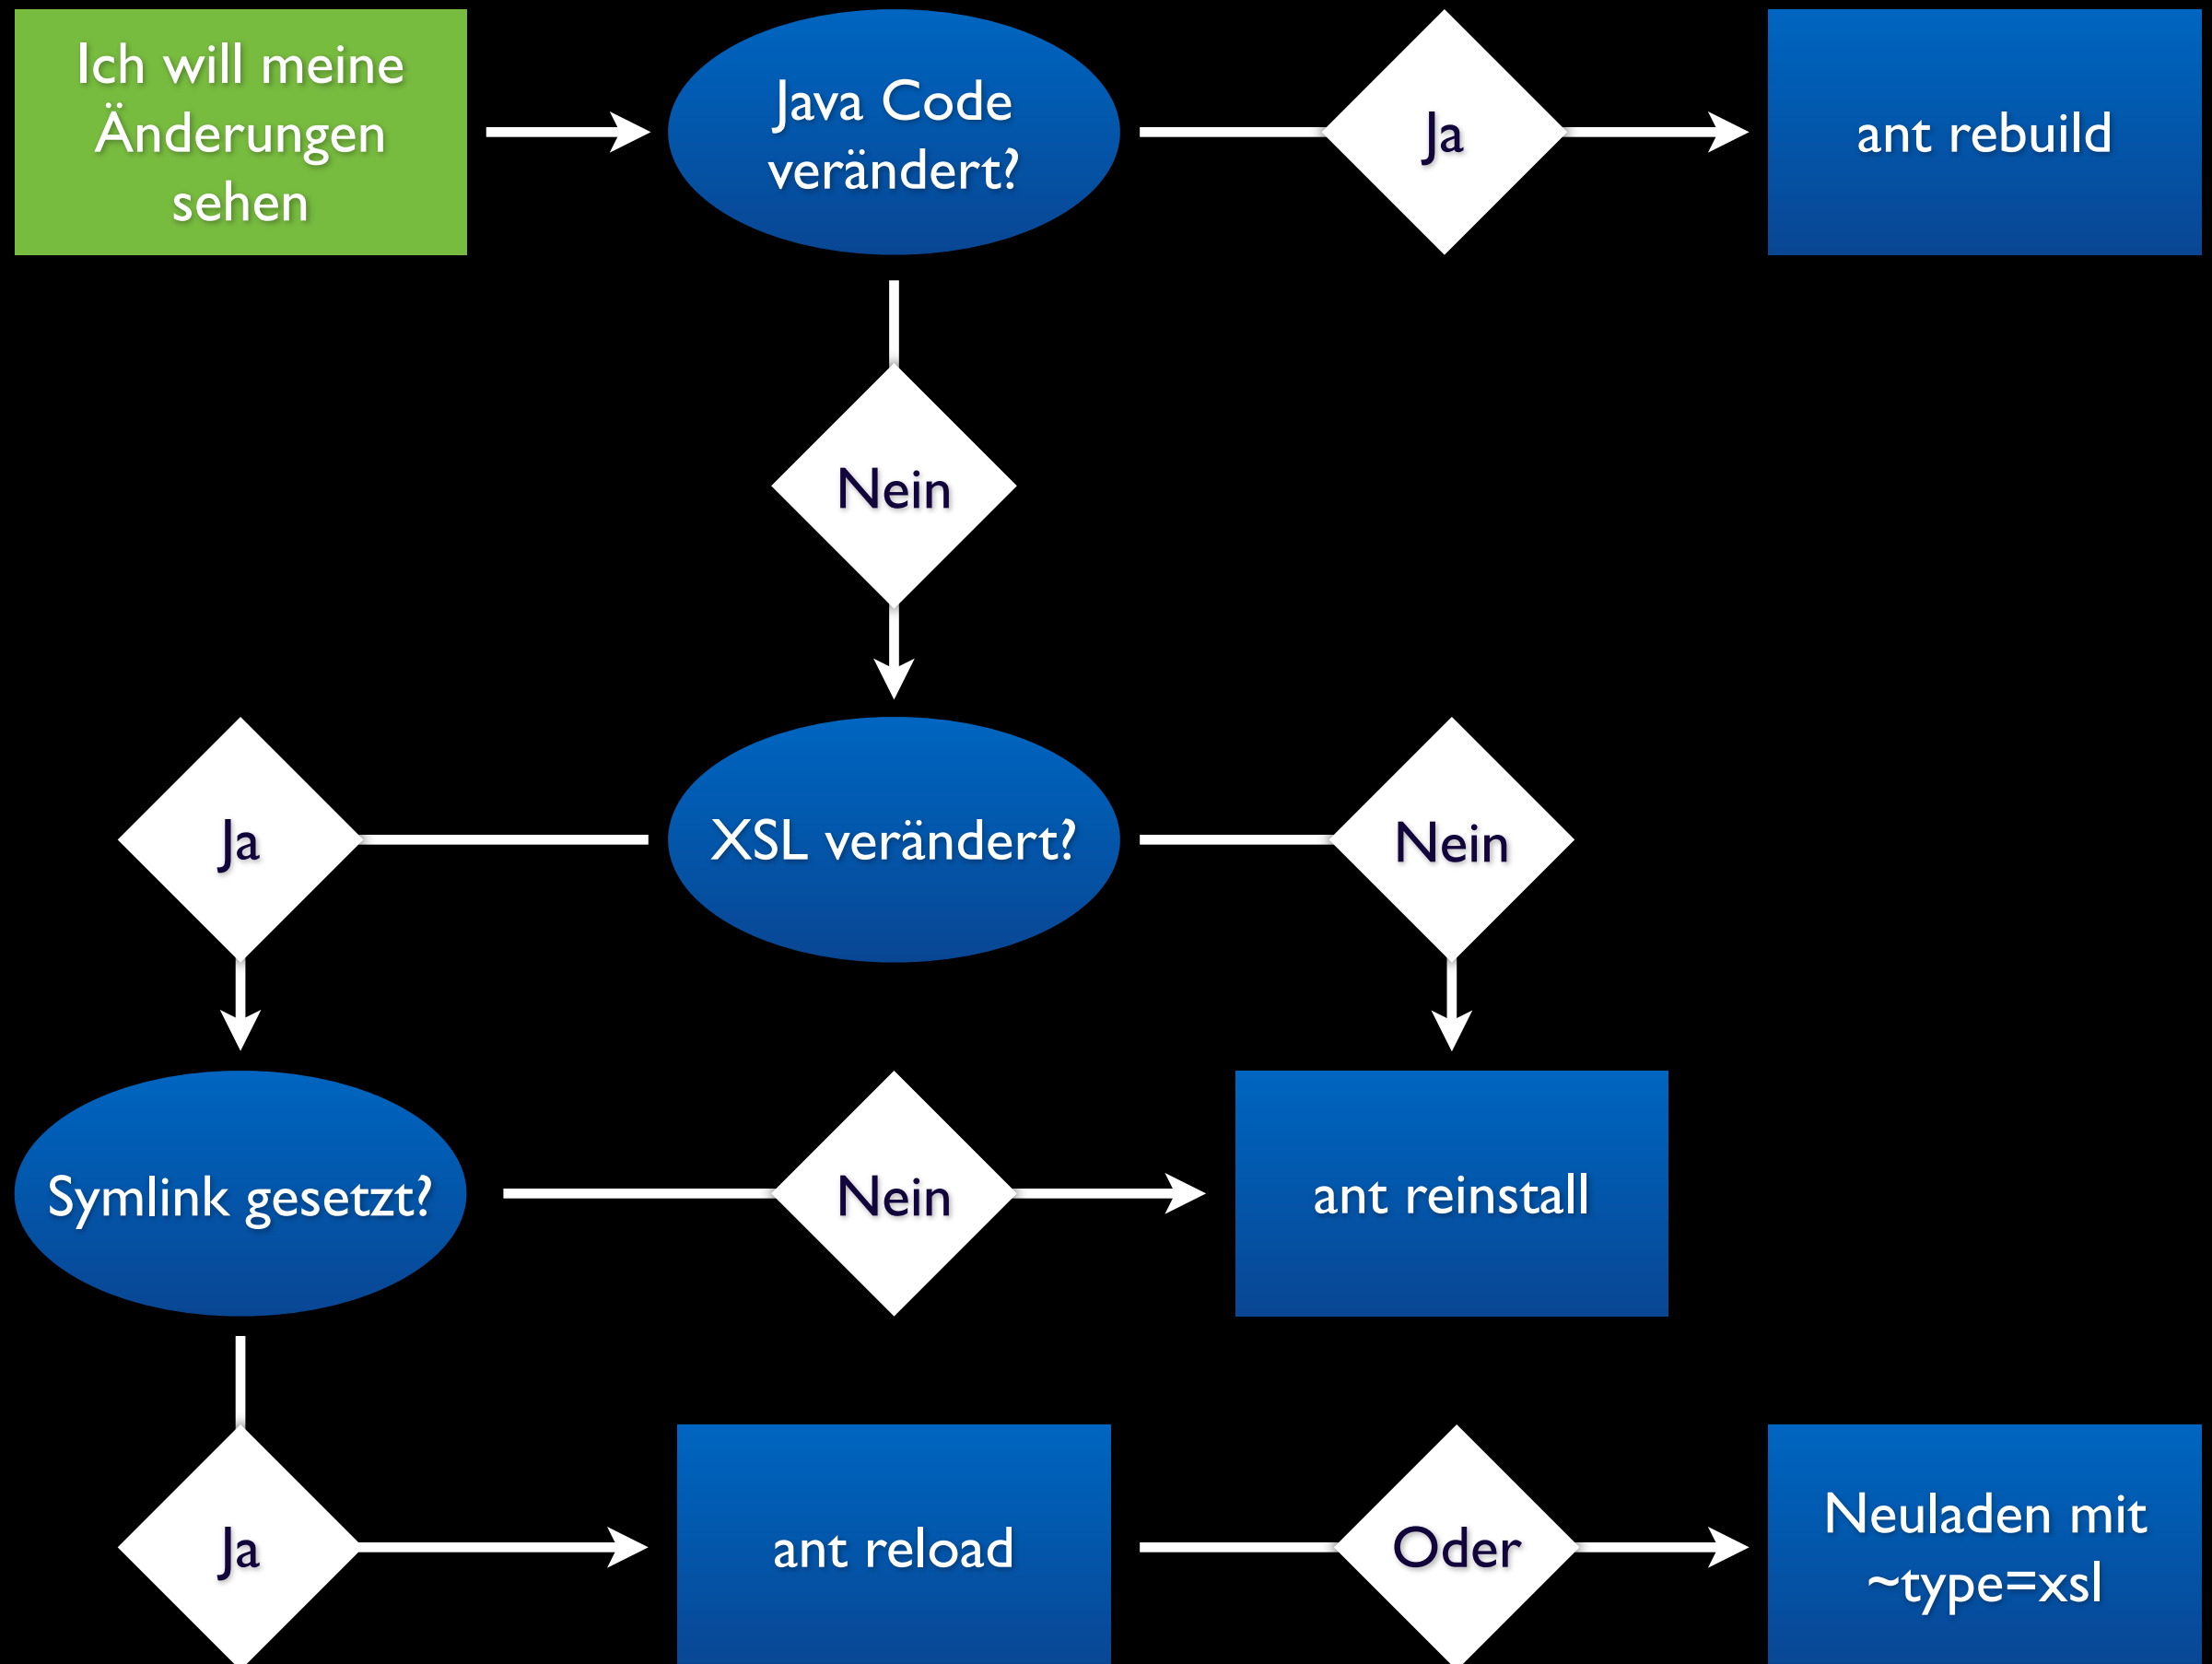 Ich will meine
Änderungen
sehen
Java Code
verändert?
Ja
ant rebuild
Nein
Ja
XSL verändert?
Nein
Symlink gesetzt?
Nein
ant reinstall
Ja
ant reload
Oder
Neuladen mit
~type=xsl